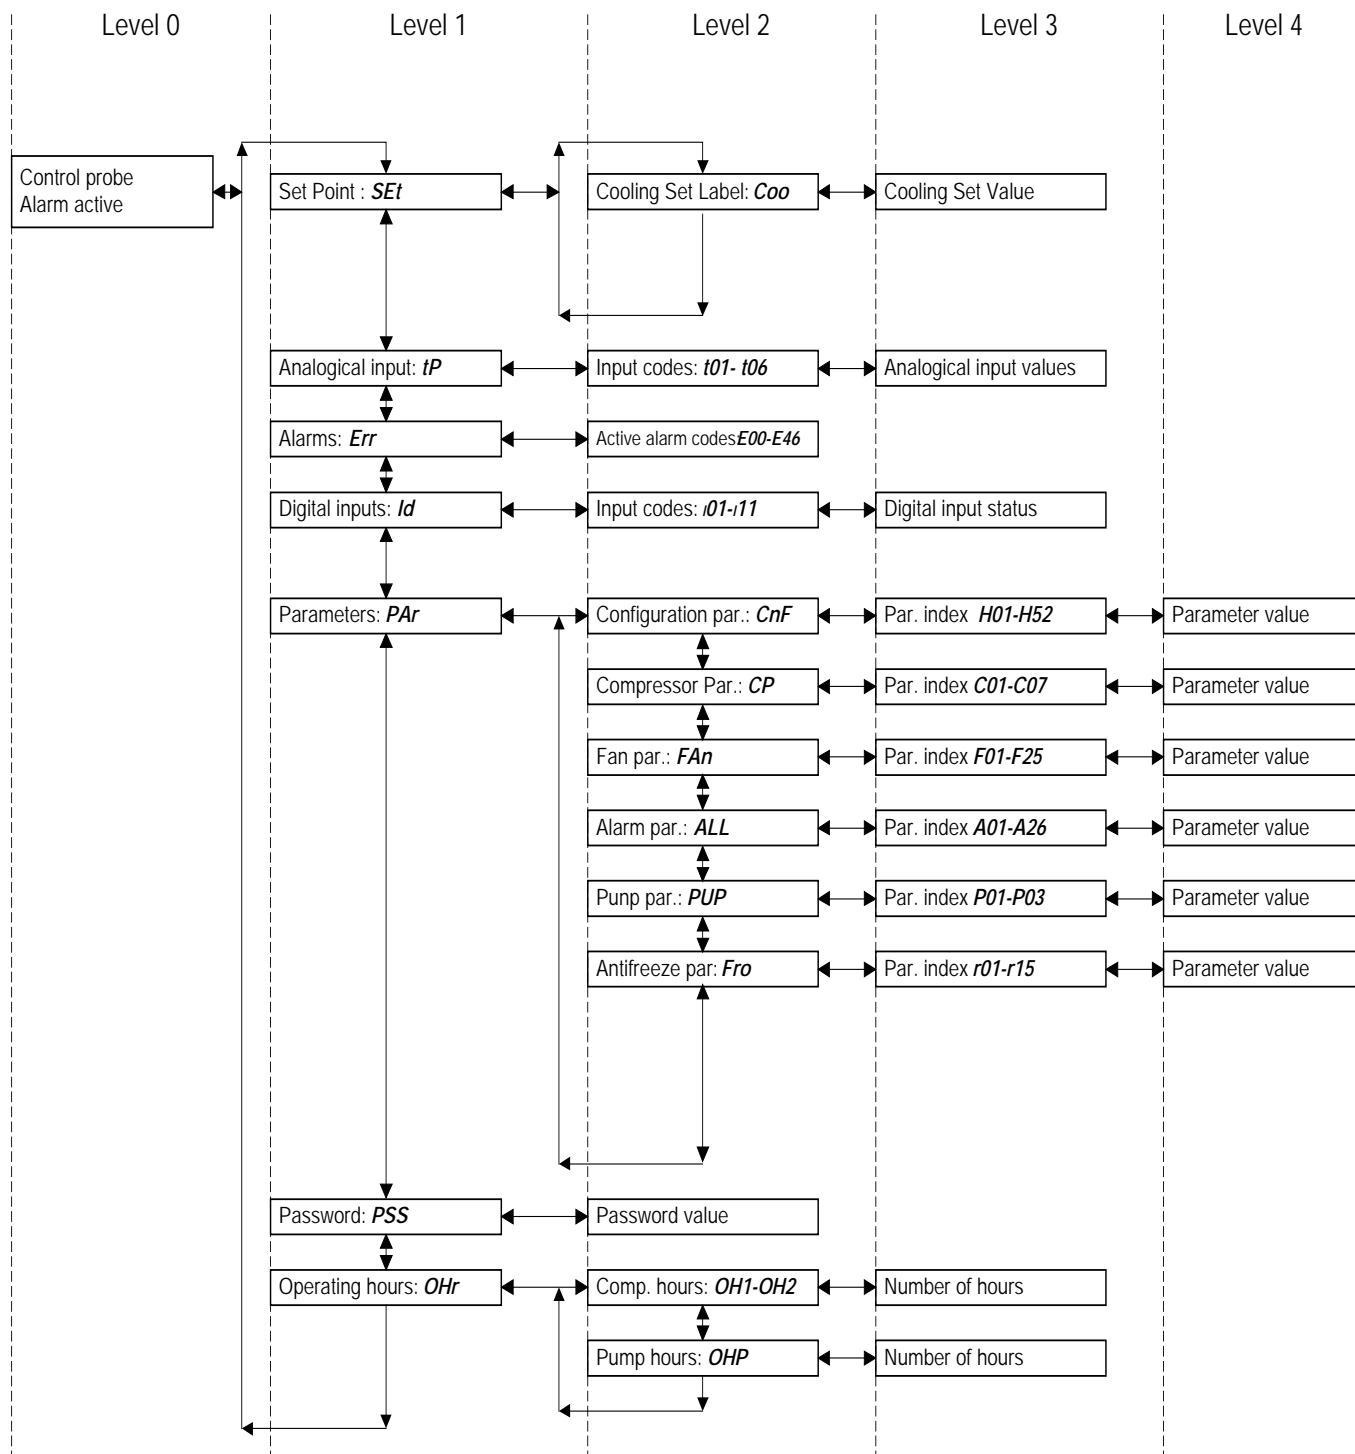 Level 0 Level 1 Level 2 Level 3 Level 4
Control probe
Alarm active
Set Point : SEt
Cooling Set Label: Coo
Cooling Set Value
Analogical input: tP
Input codes: t01- t06
Analogical input values
Alarms: Err
Active alarm codes:E00-E46
Digital inputs: Id
Input codes: ı01-ı11
Digital input status
Parameters: PAr
Configuration par.: CnF
Par. index H01-H52
Parameter value
Compressor Par.: CP
Par. index C01-C07
Parameter value
Fan par.: FAn
Par. index F01-F25
Parameter value
Alarm par.: ALL
Par. index A01-A26
Parameter value
Punp par.: PUP
Par. index P01-P03
Parameter value
Antifreeze par: Fro
Par. index r01-r15
Parameter value
Password: PSS
Password value
Operating hours: OHr
Comp. hours: OH1-OH2
Number of hours
Pump hours: OHP
Number of hours